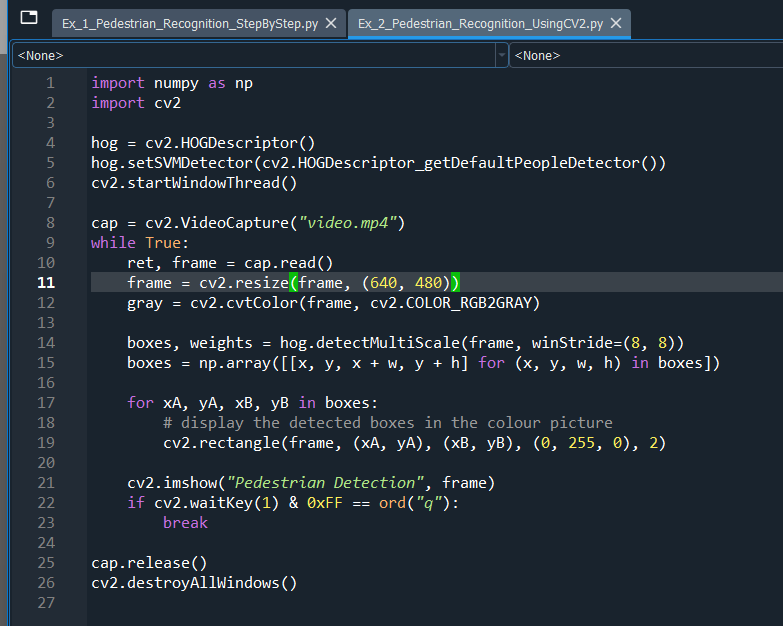 Ex_1_Pedestrian_Recognition_StepByStep.py Ex_2_Pedestrian_Recognition_UsingCV2.py
<None> <None>
1 import numpy as np
2 import cv2
3
4 hog = cv2.HOGDescriptor()
5 hog.setSVMDetector(cv2.HOGDescriptor_getDefaultPeopleDetector())
6 cv2.startWindowThread()
7
8 cap = cv2.VideoCapture("video.mp4")
9 while True:
10     ret, frame = cap.read()
11     frame = cv2.resize(frame, (640, 480))
12     gray = cv2.cvtColor(frame, cv2.COLOR_RGB2GRAY)
13
14     boxes, weights = hog.detectMultiScale(frame, winStride=(8, 8))
15     boxes = np.array([[x, y, x + w, y + h] for (x, y, w, h) in boxes])
16
17     for xA, yA, xB, yB in boxes:
18         # display the detected boxes in the colour picture
19         cv2.rectangle(frame, (xA, yA), (xB, yB), (0, 255, 0), 2)
20
21     cv2.imshow("Pedestrian Detection", frame)
22     if cv2.waitKey(1) & 0xFF == ord("q"):
23         break
24
25 cap.release()
26 cv2.destroyAllWindows()
27